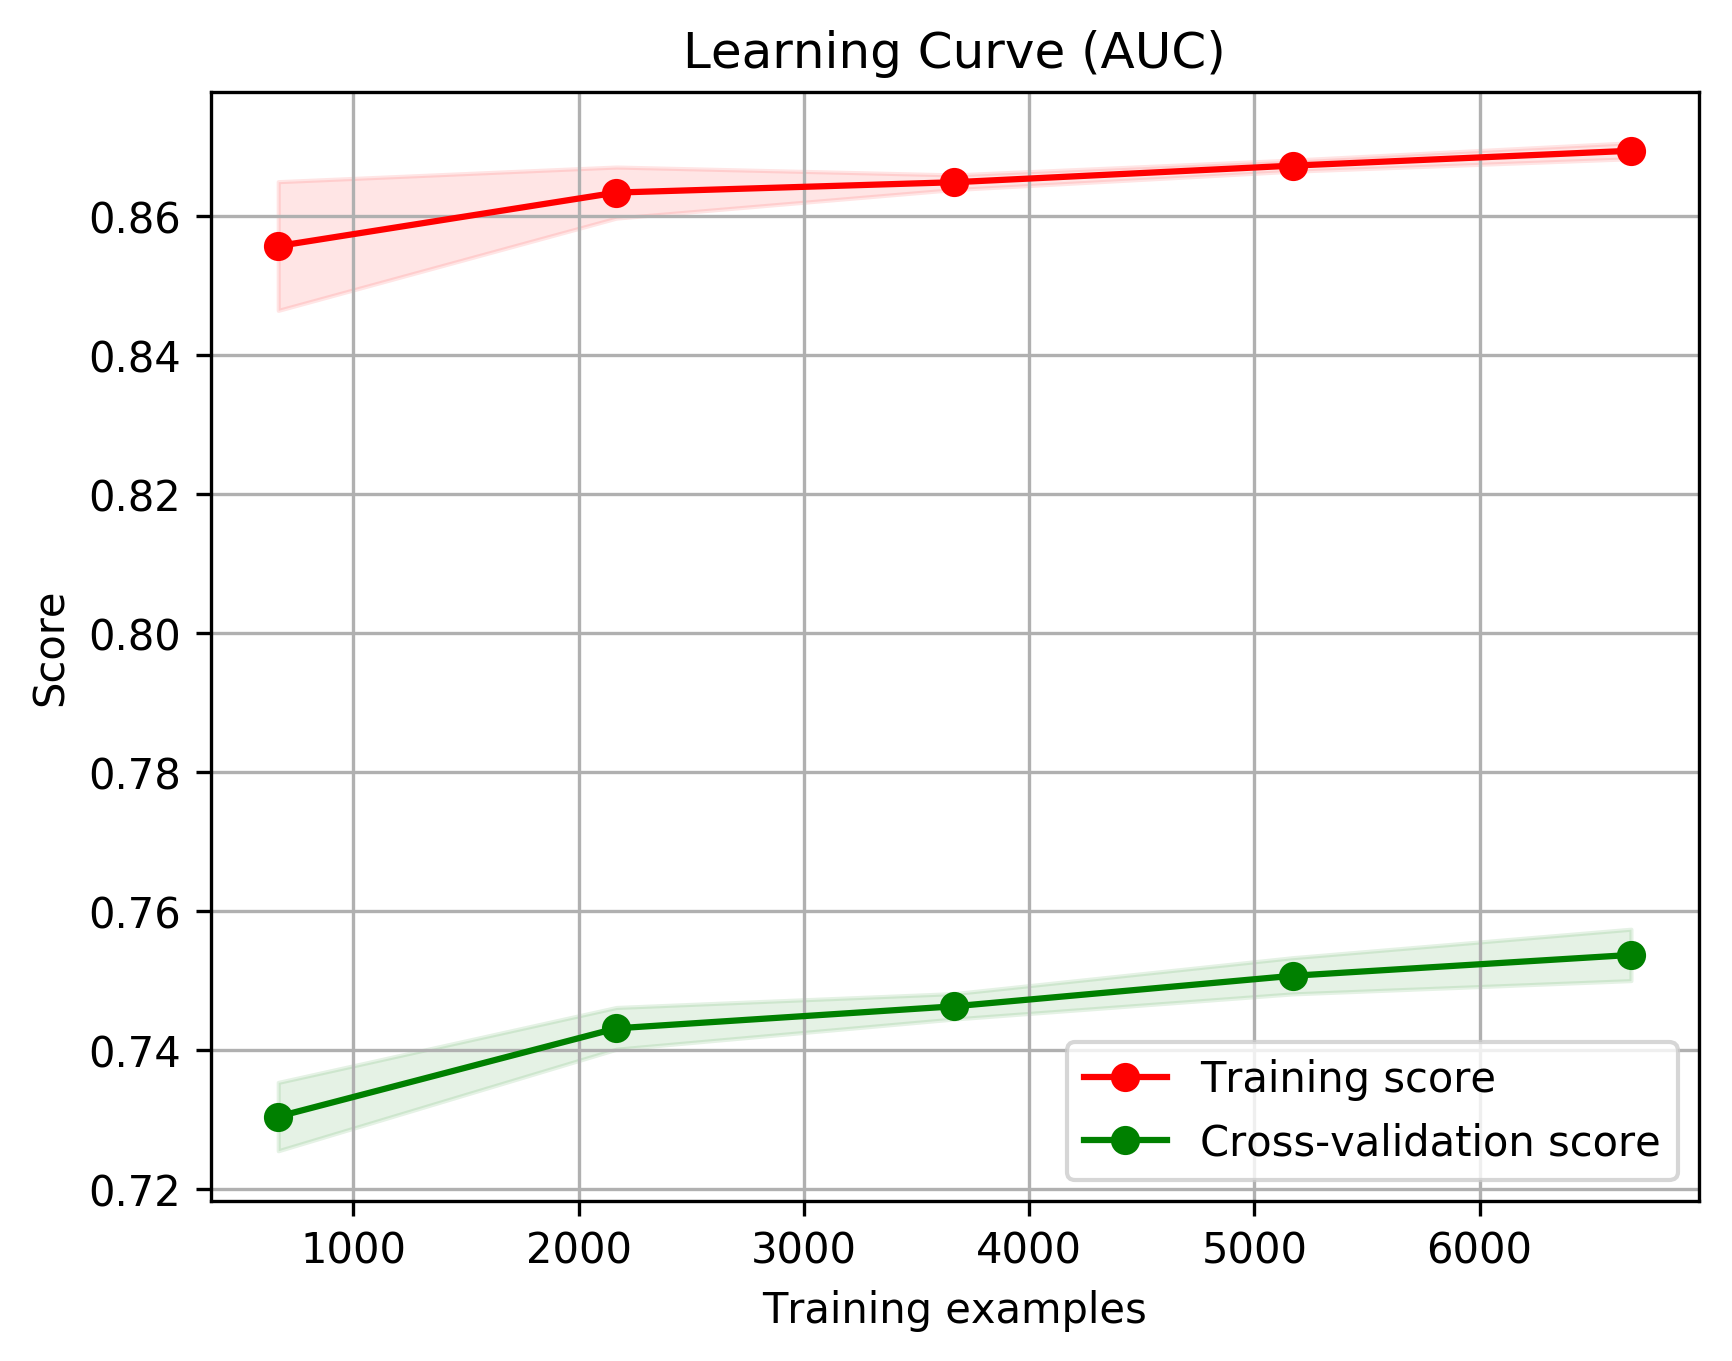 Learning Curve (AUC)
0.86
0.84
0.82
0.80
0.78
0.76
0.74
0.72
Score
Training score
Cross-validation score
1000 2000 3000 4000 5000 6000
Training examples